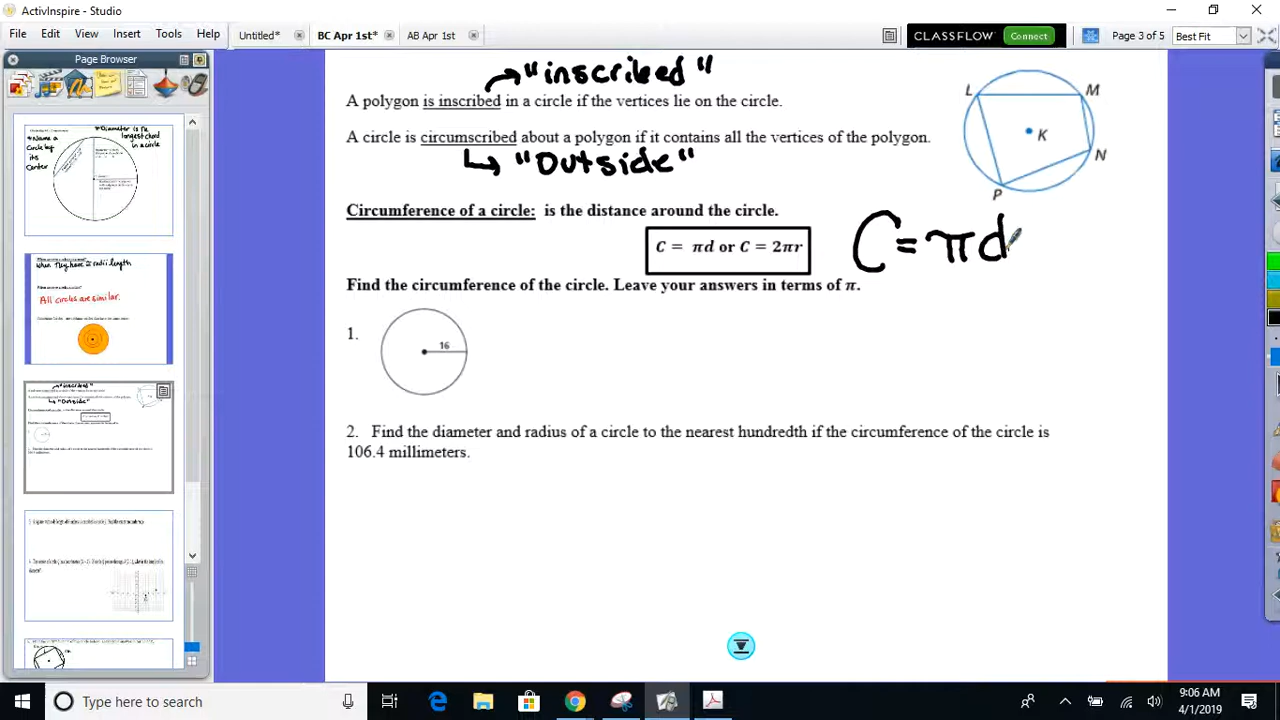 ActivInspire - Studio
File Edit View Insert Tools Help
Untitled*
BC Apr 1st*
AB Apr 1st
CLASSFLOW Connect
Page 3 of 5
Best Fit
Page Browser
"inscribed"
A polygon is inscribed in a circle if the vertices lie on the circle.
A circle is circumscribed about a polygon if it contains all the vertices of the polygon.
"Outside"
L
M
K
N
P
Circumference of a circle: is the distance around the circle.
C = πd or C = 2πr
C = πd
Find the circumference of the circle. Leave your answers in terms of π.
1.
16
2. Find the diameter and radius of a circle to the nearest hundredth if the circumference of the circle is
106.4 millimeters.
All circles are similar.
Type here to search
9:06 AM
4/1/2019